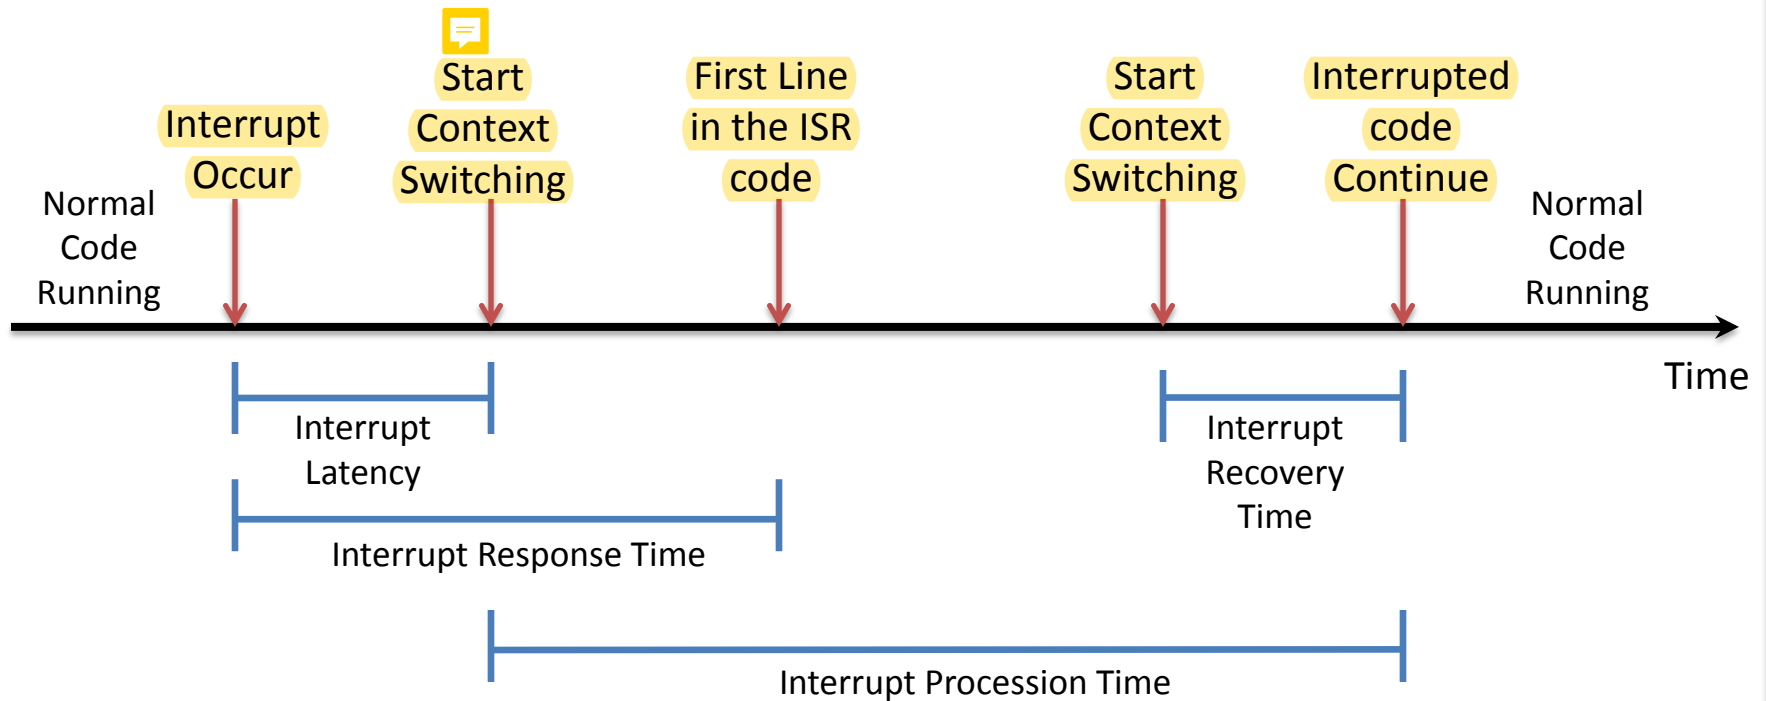 Start
Context
Switching
First Line
in the ISR
code
Start
Context
Switching
Interrupted
code
Continue
Interrupt
Occur
Normal
Code
Running
Normal
Code
Running
Time
Interrupt
Latency
Interrupt
Recovery
Time
Interrupt Response Time
Interrupt Procession Time